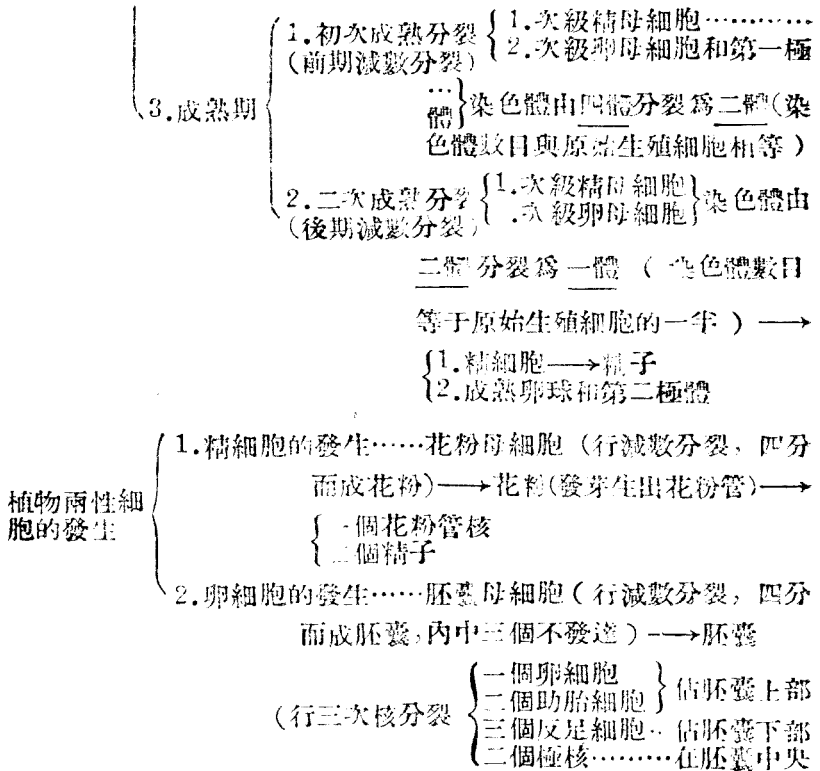 1.初次成熟分裂
(前期減數分裂)
1.次級精母細胞…………
2.次級卵母細胞和第一極
3.成熟期
…
體
染色體由四體分裂爲二體(染
色體數目與原始生殖細胞相等)
2.二次成熟分裂
(後期減數分裂)
1.次級精母細胞
.次級卵母細胞
染色體由
二體分裂爲一體(染色體數目
等于原始生殖細胞的一半)⟶
1.精細胞⟶精子
2.成熟卵球和第二極體
植物兩性細
胞的發生
1.精細胞的發生……花粉母細胞(行減數分裂,四分
而成花粉)⟶花粉(發芽生出花粉管)⟶
一個花粉管核
二個精子
2.卵細胞的發生……胚囊母細胞(行減數分裂,四分
而成胚囊,內中三個不發達)⟶胚囊
(行三次核分裂
一個卵細胞
二個助胎細胞
佔胚囊上部
三個反足細胞‥佔胚囊下部
二個極核………在胚囊中央